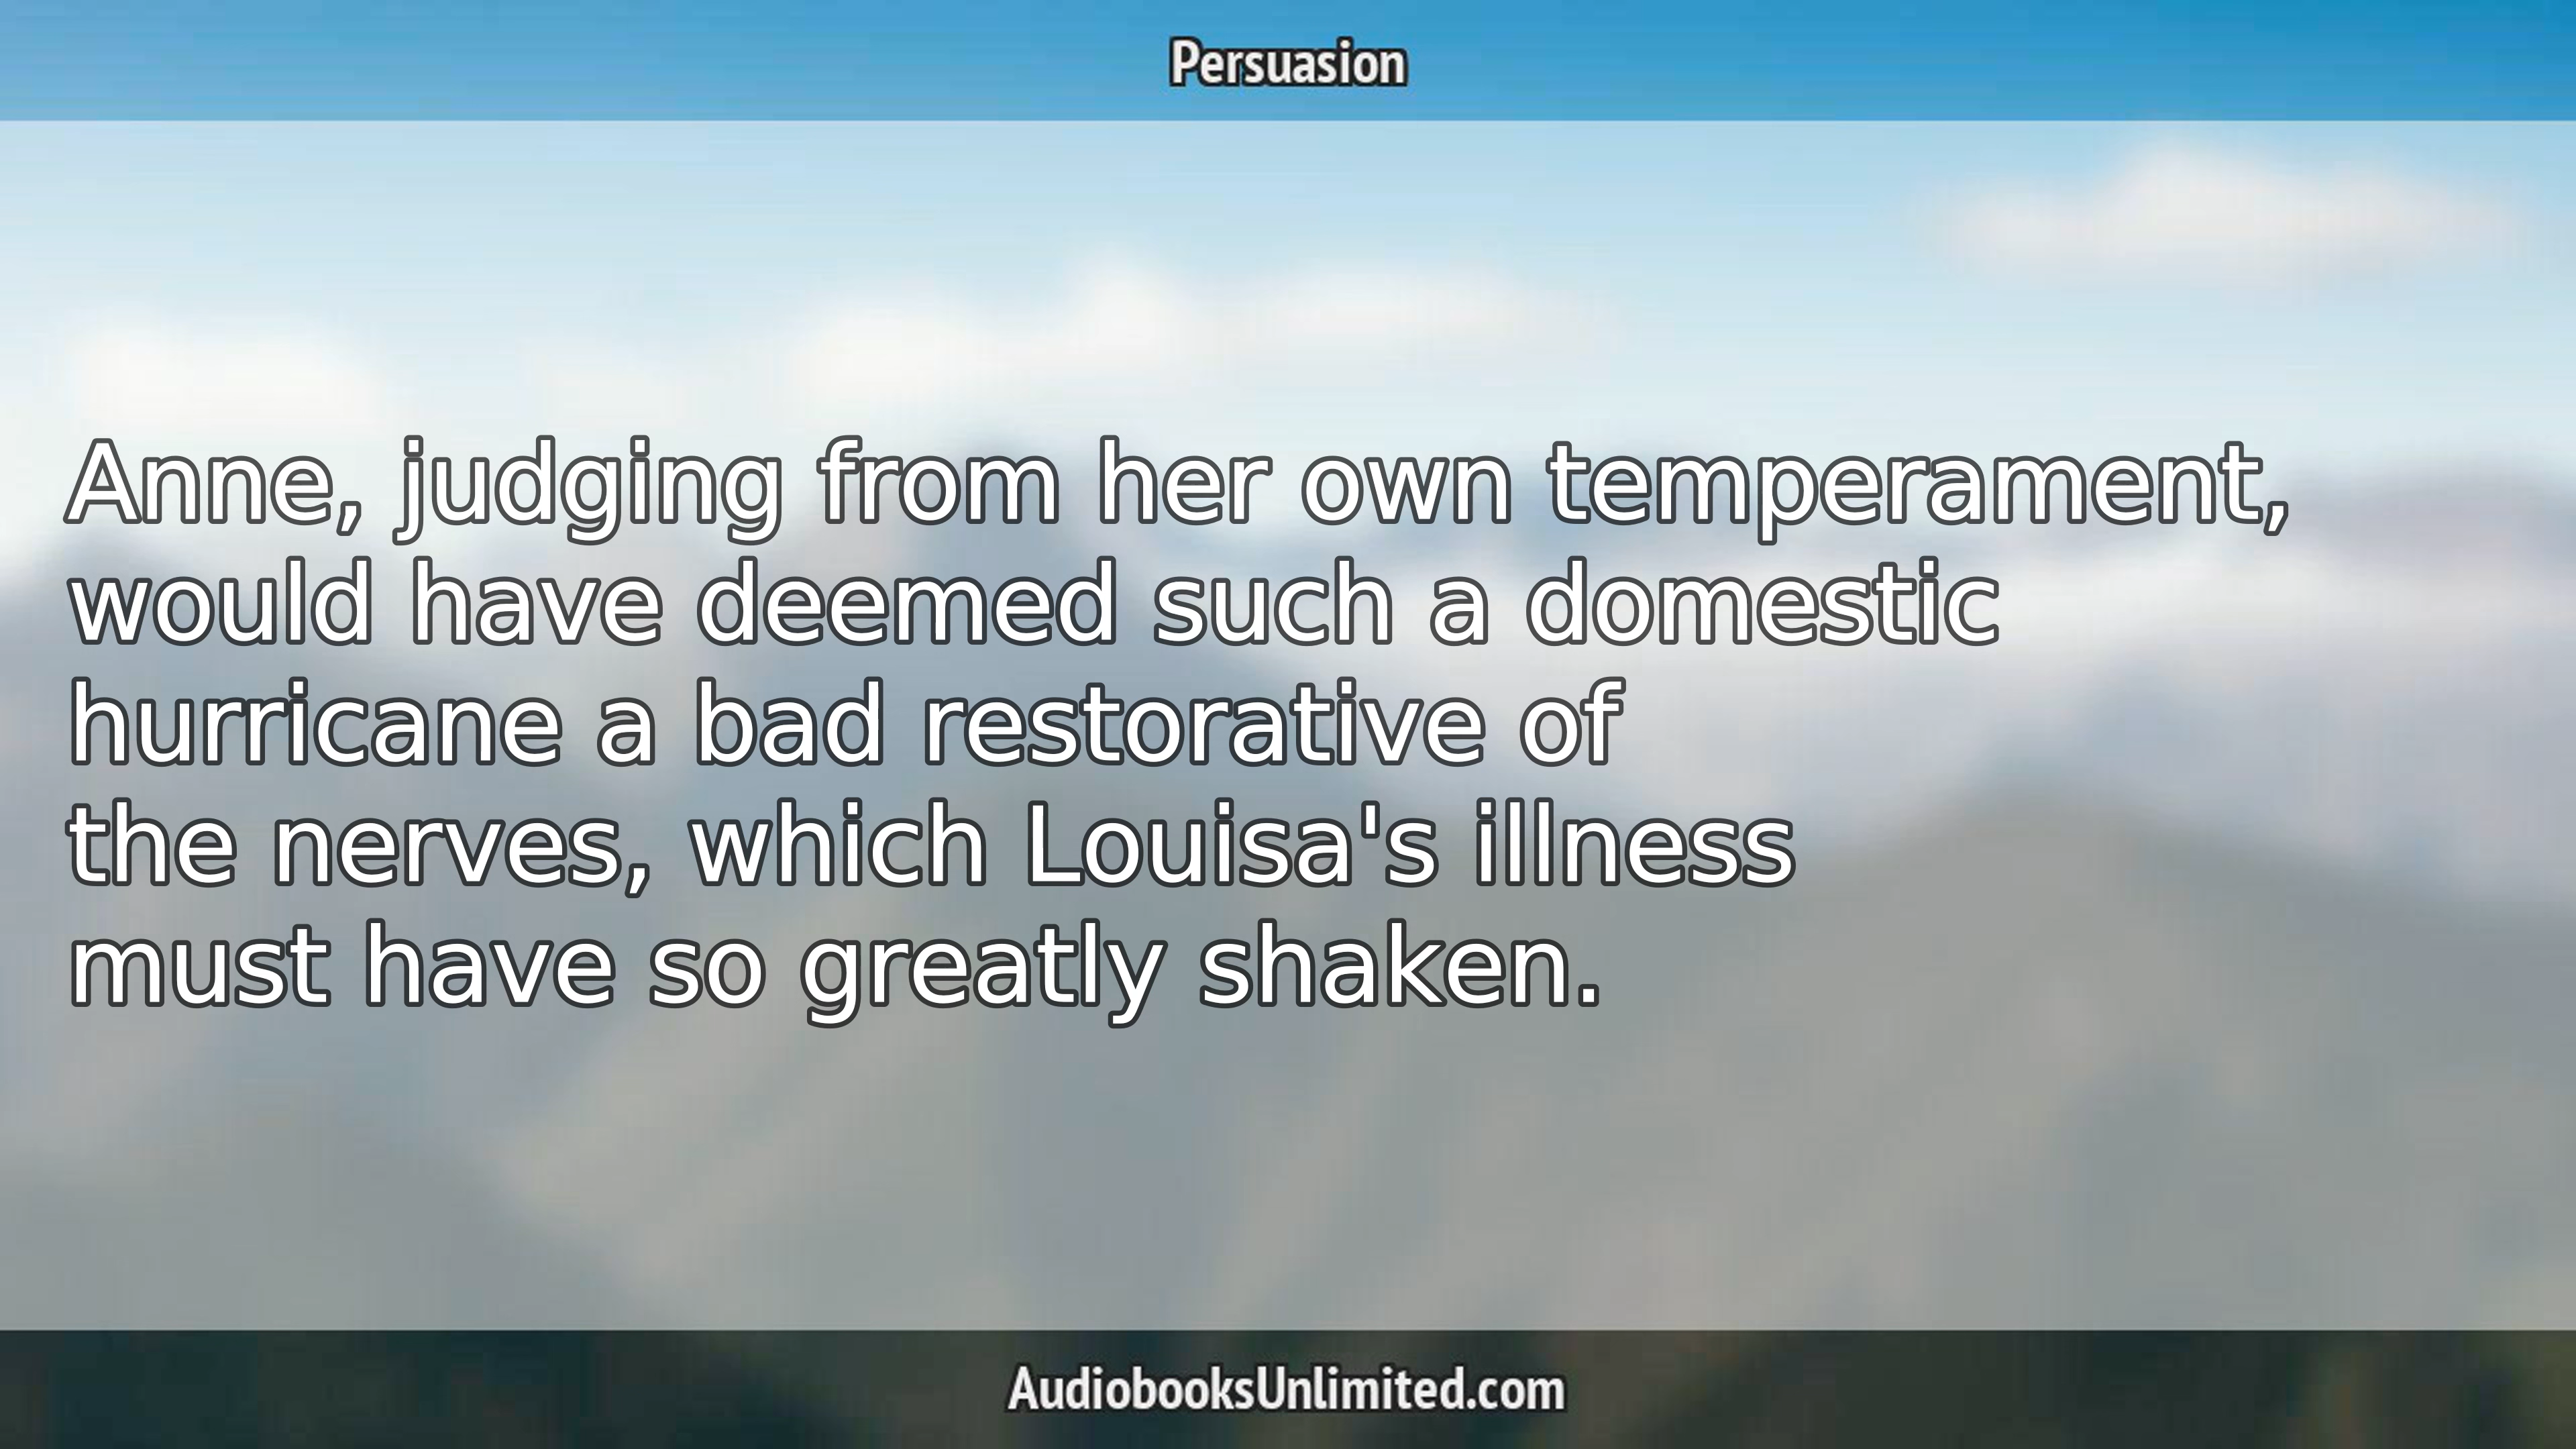 Persuasion
Anne, judging from her own temperament,
would have deemed such a domestic
hurricane a bad restorative of
the nerves, which Louisa's illness
must have so greatly shaken.
AudiobooksUnlimited.com